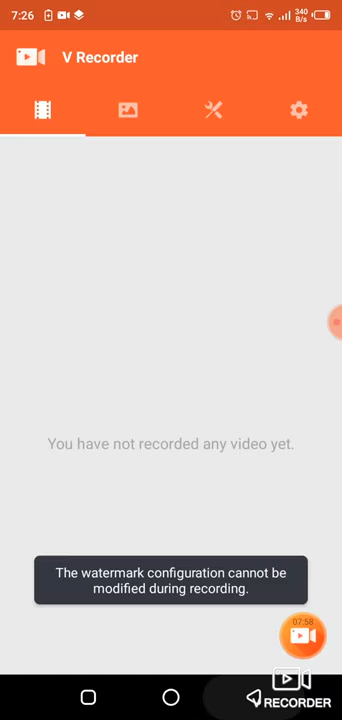 7:26
340
B/s
V Recorder
You have not recorded any video yet.
The watermark configuration cannot be
modified during recording.
07:58
RECORDER